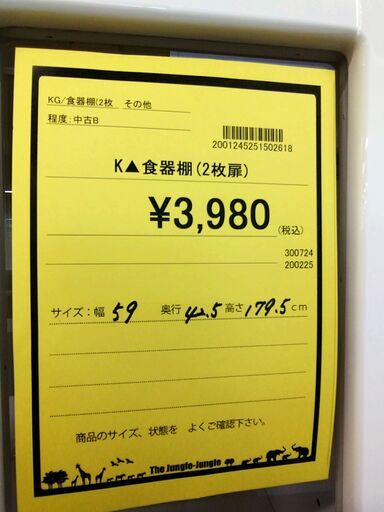 KG/食器棚(2枚 その他
程度:中古B
2001245251502618
K▲食器棚(2枚扉)
¥3,980(税込)
300724
200225
サイズ:幅 59 奥行 42.5 高さ 179.5 cm
商品のサイズ、状態を よくご確認下さい。
The Jungle-Jungle